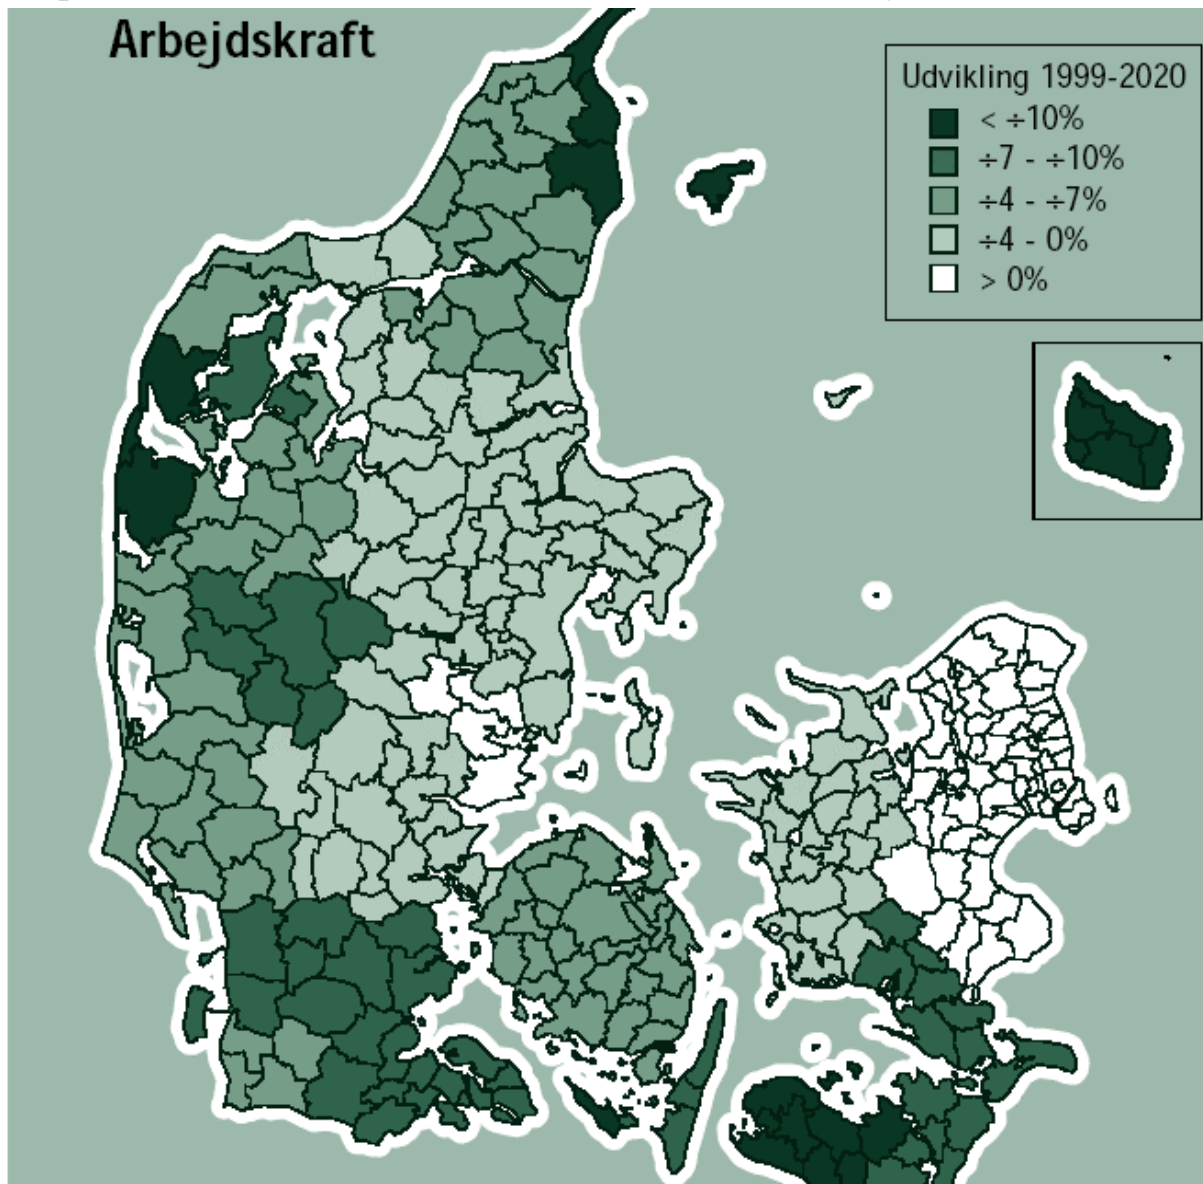 Arbejdskraft
Udvikling 1999-2020
< ÷10%
÷7 - ÷10%
÷4 - ÷7%
÷4 - 0%
> 0%